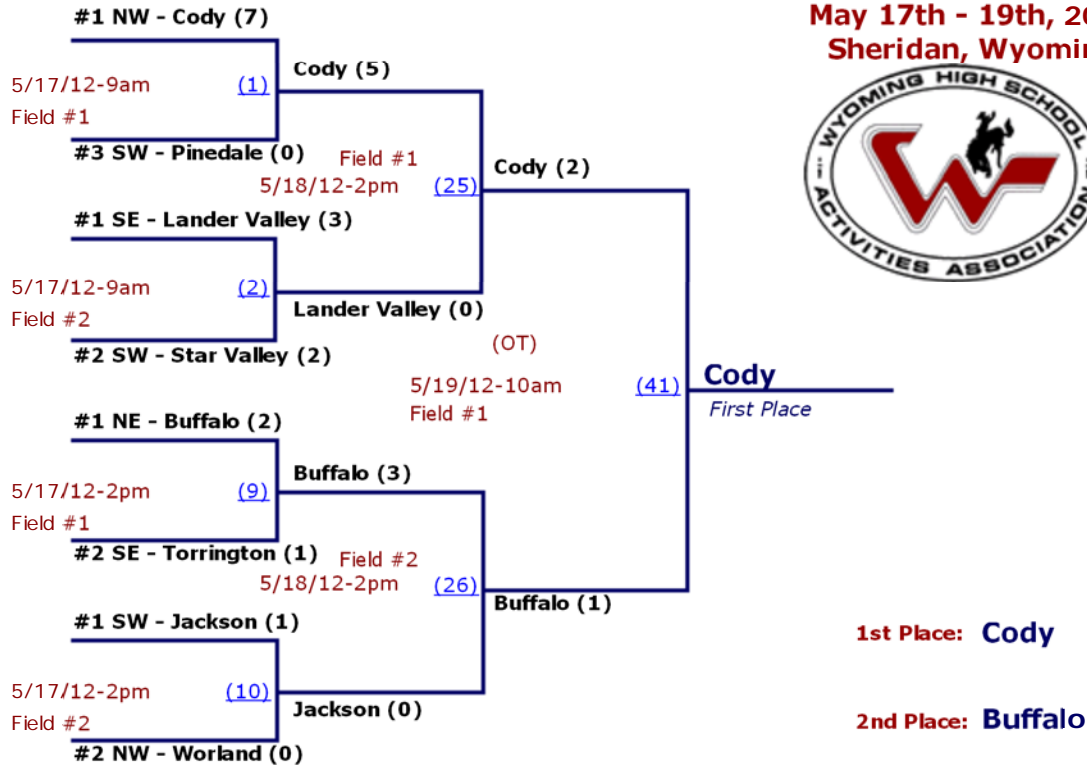 #1 NW - Cody (7)
May 17th - 19th, 20
Sheridan, Wyomin
WYOMING HIGH SCHOOL
ACTIVITIES ASSOCIATION
5/17/12-9am
(1)
Field #1
Cody (5)
#3 SW - Pinedale (0)
Field #1
5/18/12-2pm
(25)
Cody (2)
#1 SE - Lander Valley (3)
5/17/12-9am
(2)
Field #2
Lander Valley (0)
#2 SW - Star Valley (2)
(OT)
5/19/12-10am
(41)
Field #1
Cody
First Place
#1 NE - Buffalo (2)
5/17/12-2pm
(9)
Field #1
Buffalo (3)
#2 SE - Torrington (1)
Field #2
5/18/12-2pm
(26)
Buffalo (1)
#1 SW - Jackson (1)
5/17/12-2pm
(10)
Field #2
Jackson (0)
#2 NW - Worland (0)
1st Place: Cody
2nd Place: Buffalo